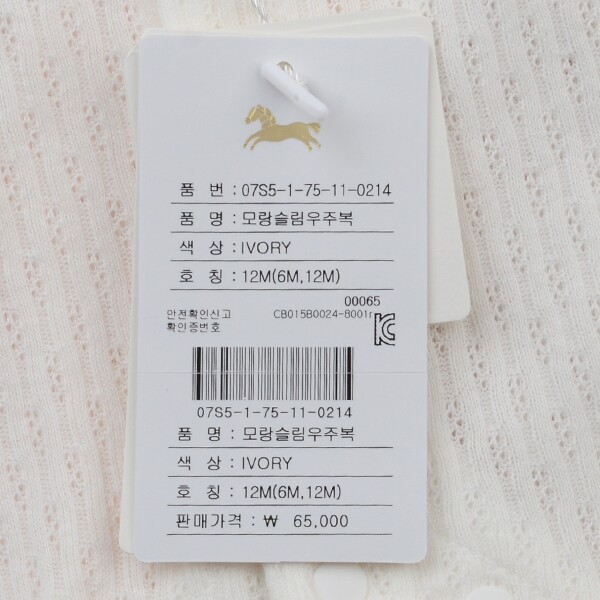 품 번 : 07S5-1-75-11-0214
품 명 : 모랑슬림우주복
색 상 : IVORY
호 칭 : 12M(6M,12M)
00065
안전확인신고 CB015B0024-8001r
확인증번호
07S5-1-75-11-0214
품 명 : 모랑슬림우주복
색 상 : IVORY
호 칭 : 12M(6M,12M)
판매가격 : ₩ 65,000